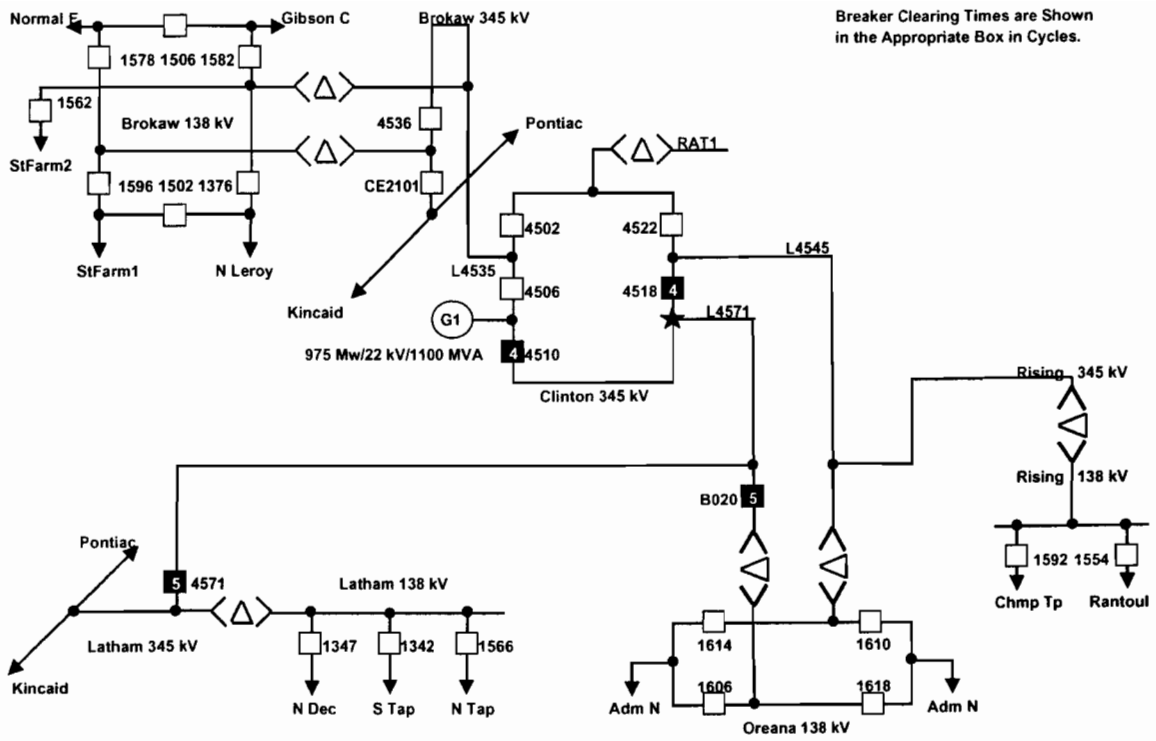 Normal E
Gibson C
Brokaw 345 kV
Breaker Clearing Times are Shown
in the Appropriate Box in Cycles.
1578 1506 1582
1562
Brokaw 138 kV
4536
Pontiac
StFarm2
RAT1
1596 1502 1376
CE2101
4502
4522
StFarm1
N Leroy
L4535
L4545
4506
4518
4
Kincaid
G1
L4571
975 Mw/22 kV/1100 MVA
4
4510
Clinton 345 kV
Rising 345 kV
Rising 138 kV
B020
5
Pontiac
5
4571
Latham 138 kV
1592 1554
Chmp Tp
Rantoul
Latham 345 kV
1347
1342
1566
1614
1610
Kincaid
1606
1618
N Dec
S Tap
N Tap
Adm N
Adm N
Oreana 138 kV